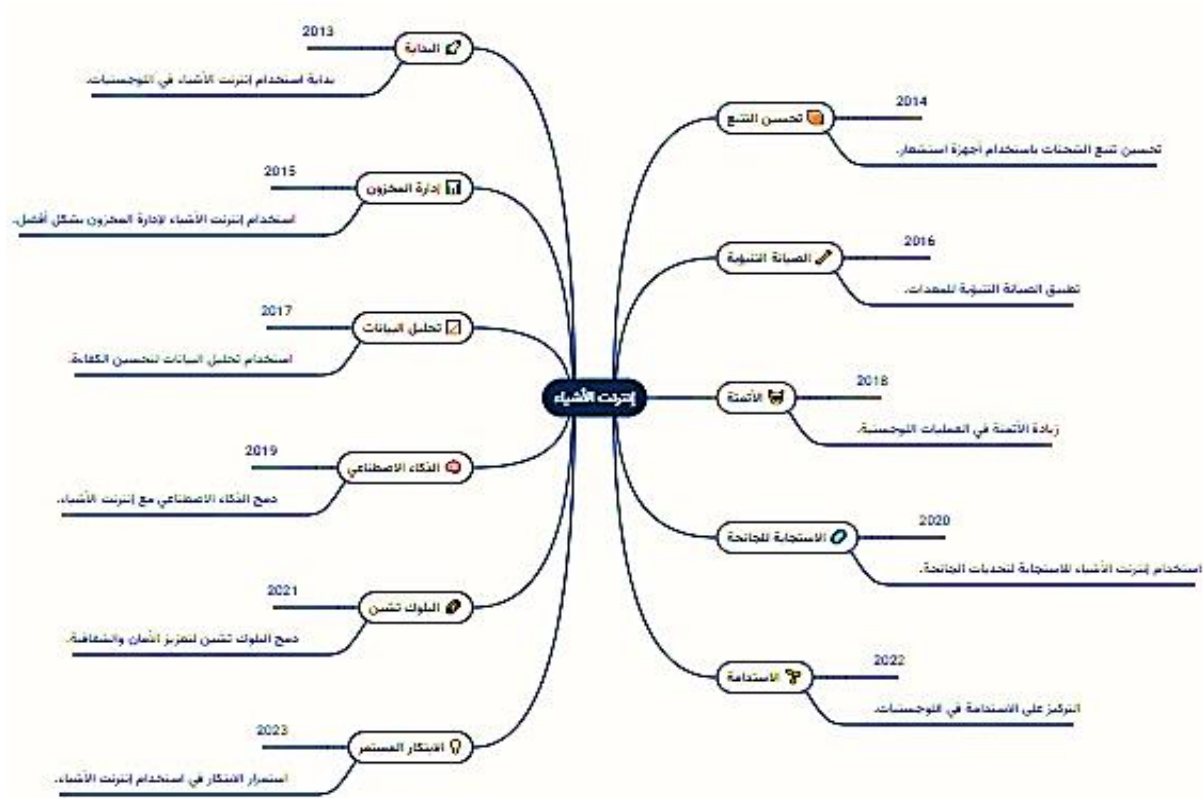 إنترنت الأشياء
البداية
2013
بداية استخدام إنترنت الأشياء في اللوجستيات.
تحسين التتبع
2014
تحسين تتبع الشحنات باستخدام أجهزة استشعار.
إدارة المخزون
2015
استخدام إنترنت الأشياء لإدارة المخزون بشكل أفضل.
الصيانة التنبؤية
2016
تطبيق الصيانة التنبؤية للمعدات.
تحليل البيانات
2017
استخدام تحليل البيانات لتحسين الكفاءة.
الأتمتة
2018
زيادة الأتمتة في العمليات اللوجستية.
الذكاء الاصطناعي
2019
دمج الذكاء الاصطناعي مع إنترنت الأشياء.
الاستجابة للجائحة
2020
استخدام إنترنت الأشياء للاستجابة لتحديات الجائحة.
البلوك تشين
2021
دمج البلوك تشين لتعزيز الأمان والشفافية.
الاستدامة
2022
التركيز على الاستدامة في اللوجستيات.
الابتكار المستمر
2023
استمرار الابتكار في استخدام إنترنت الأشياء.